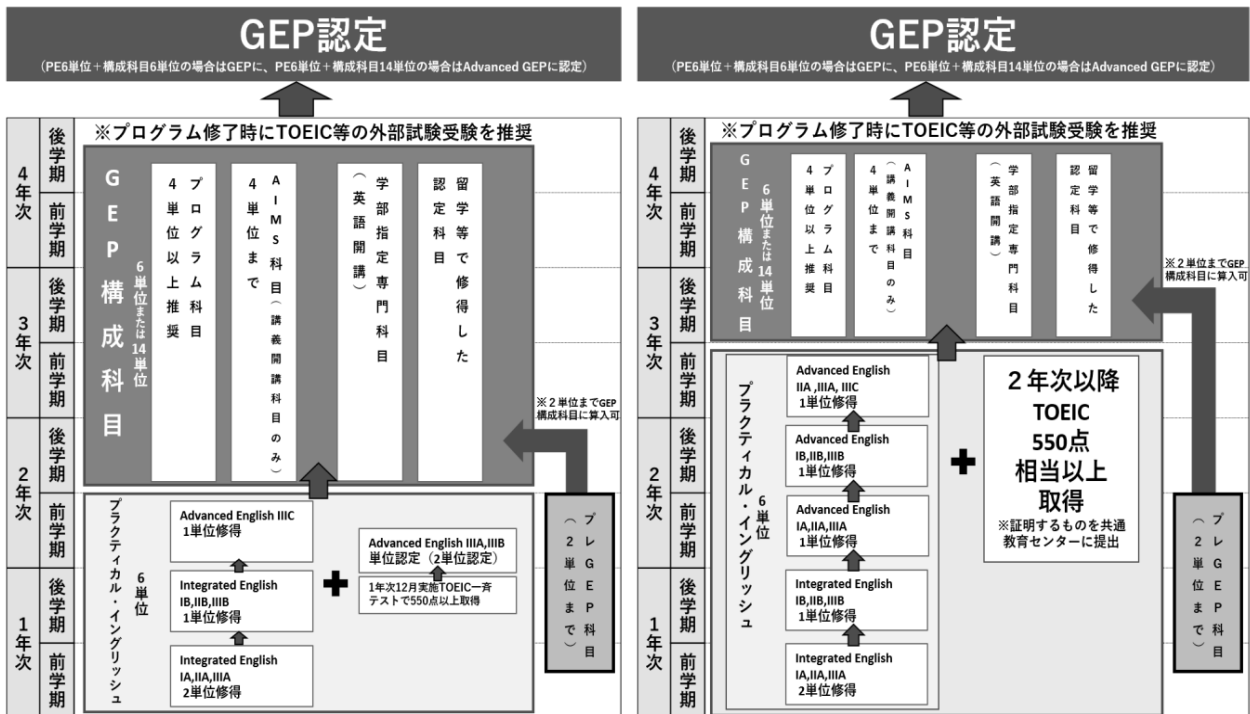 GEP認定
(PE6単位＋構成科目6単位の場合はGEPに、PE6単位＋構成科目14単位の場合はAdvanced GEPに認定)
※プログラム修了時にTOEIC等の外部試験受験を推奨
4年次
後学期
前学期
3年次
後学期
前学期
2年次
後学期
前学期
1年次
後学期
前学期
GEP構成科目
6単位または14単位
プログラム科目
4単位以上推奨
AIMS科目(講義開講科目のみ)
4単位まで
学部指定専門科目
(英語開講)
留学等で修得した
認定科目
※２単位までGEP
構成科目に算入可
プラクティカル・イングリッシュ
6単位
Advanced English IIIC
1単位修得
Integrated English
IB,IIB,IIIB
1単位修得
Integrated English
IA,IIA,IIIA
2単位修得
+
Advanced English IIIA,IIIB
単位認定（2単位認定）
1年次12月実施TOEIC一斉
テストで550点以上取得
プレGEP科目
(2単位まで)
GEP認定
(PE6単位＋構成科目6単位の場合はGEPに、PE6単位＋構成科目14単位の場合はAdvanced GEPに認定)
※プログラム修了時にTOEIC等の外部試験受験を推奨
4年次
後学期
前学期
3年次
後学期
前学期
2年次
後学期
前学期
1年次
後学期
前学期
GEP構成科目
6単位または14単位
プログラム科目
4単位以上推奨
AIMS科目
(講義開講科目のみ)
4単位まで
学部指定専門科目
(英語開講)
留学等で修得した
認定科目
※２単位までGEP
構成科目に算入可
プラクティカル・イングリッシュ
6単位
Advanced English
IIA ,IIIA, IIIC
1単位修得
Advanced English
IB,IIB,IIIB
1単位修得
Advanced English
IA,IIA,IIIA
1単位修得
Integrated English
IB,IIB,IIIB
1単位修得
Integrated English
IA,IIA,IIIA
2単位修得
+
２年次以降
TOEIC
550点
相当以上
取得
※証明するものを共通
教育センターに提出
プレGEP科目
(2単位まで)